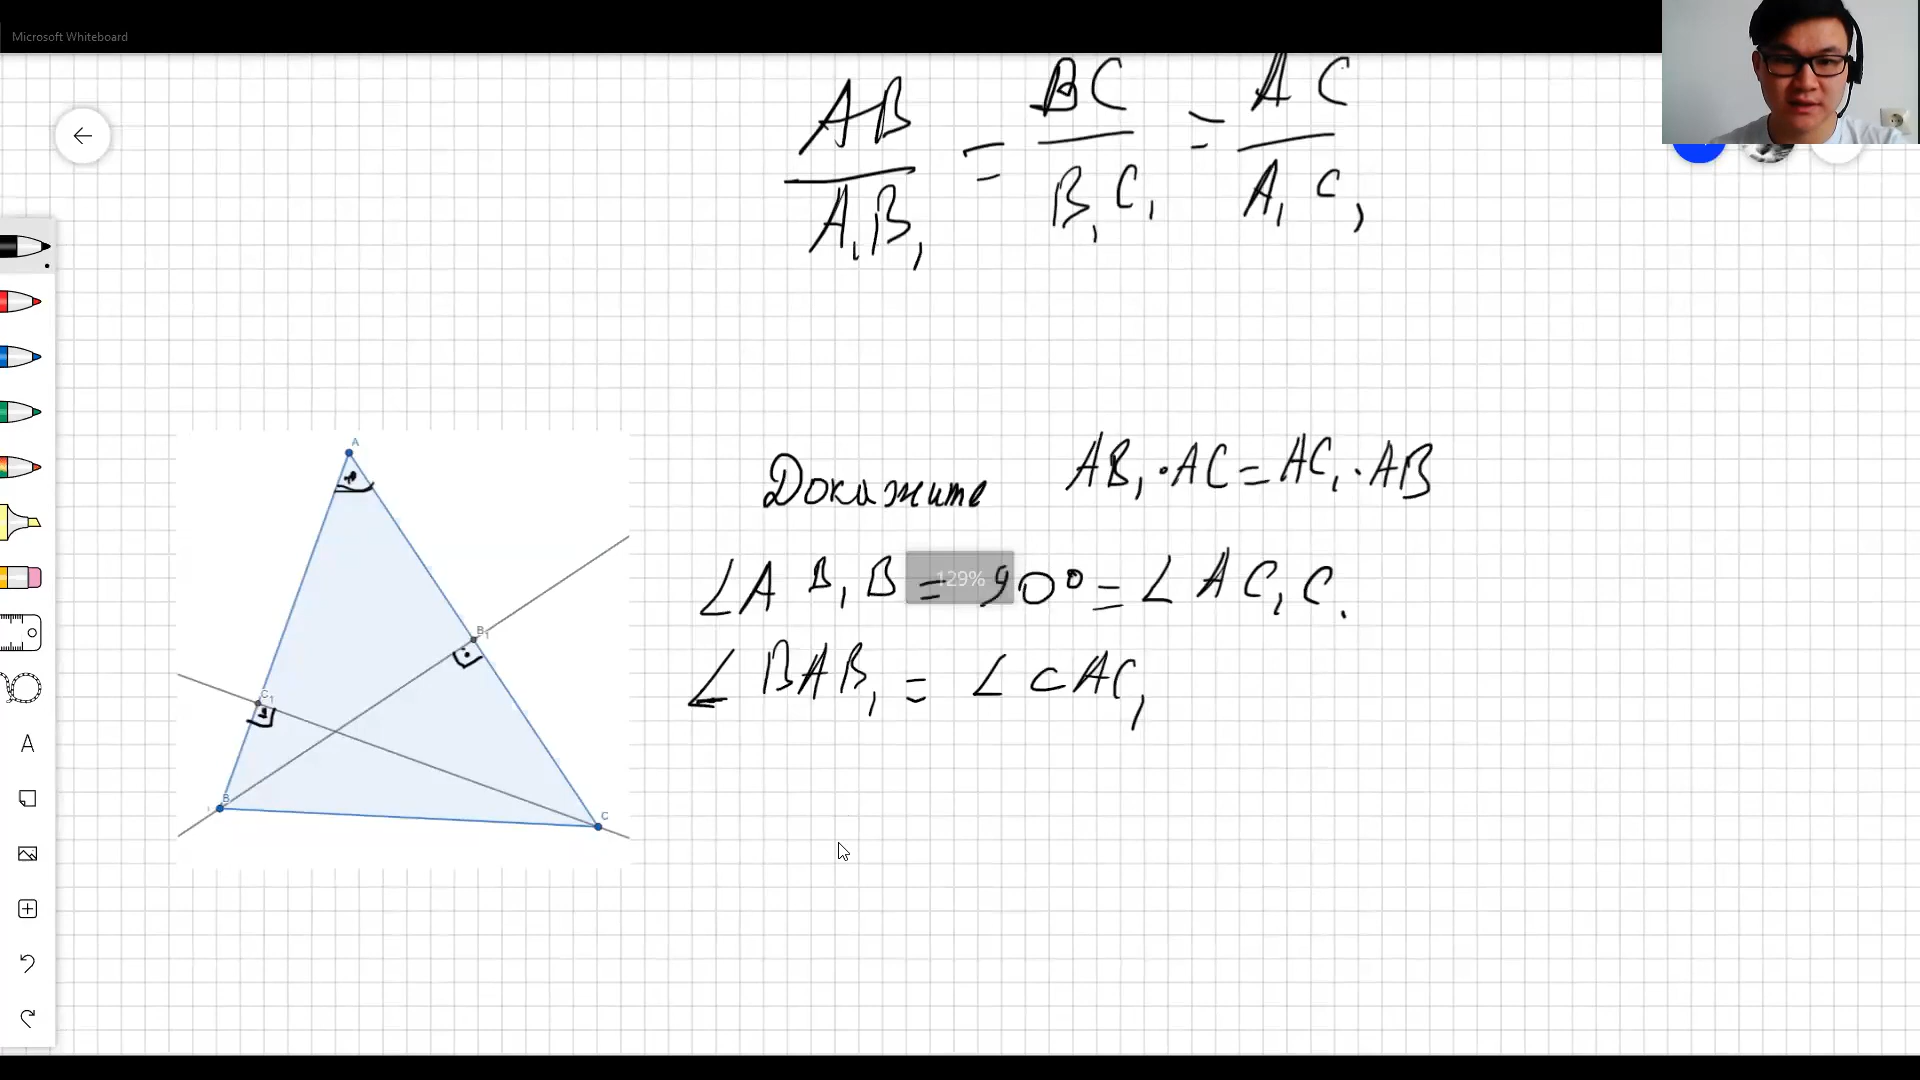 Microsoft Whiteboard
AB/A₁B₁ = BC/B₁C₁ = AC/A₁C₁
Докажите AB₁·AC=AC₁·AB
∠AB₁B = 90° = ∠AC₁C.
129%
∠BAB₁ = ∠CAC₁
A
B₁
C₁
B
C
A